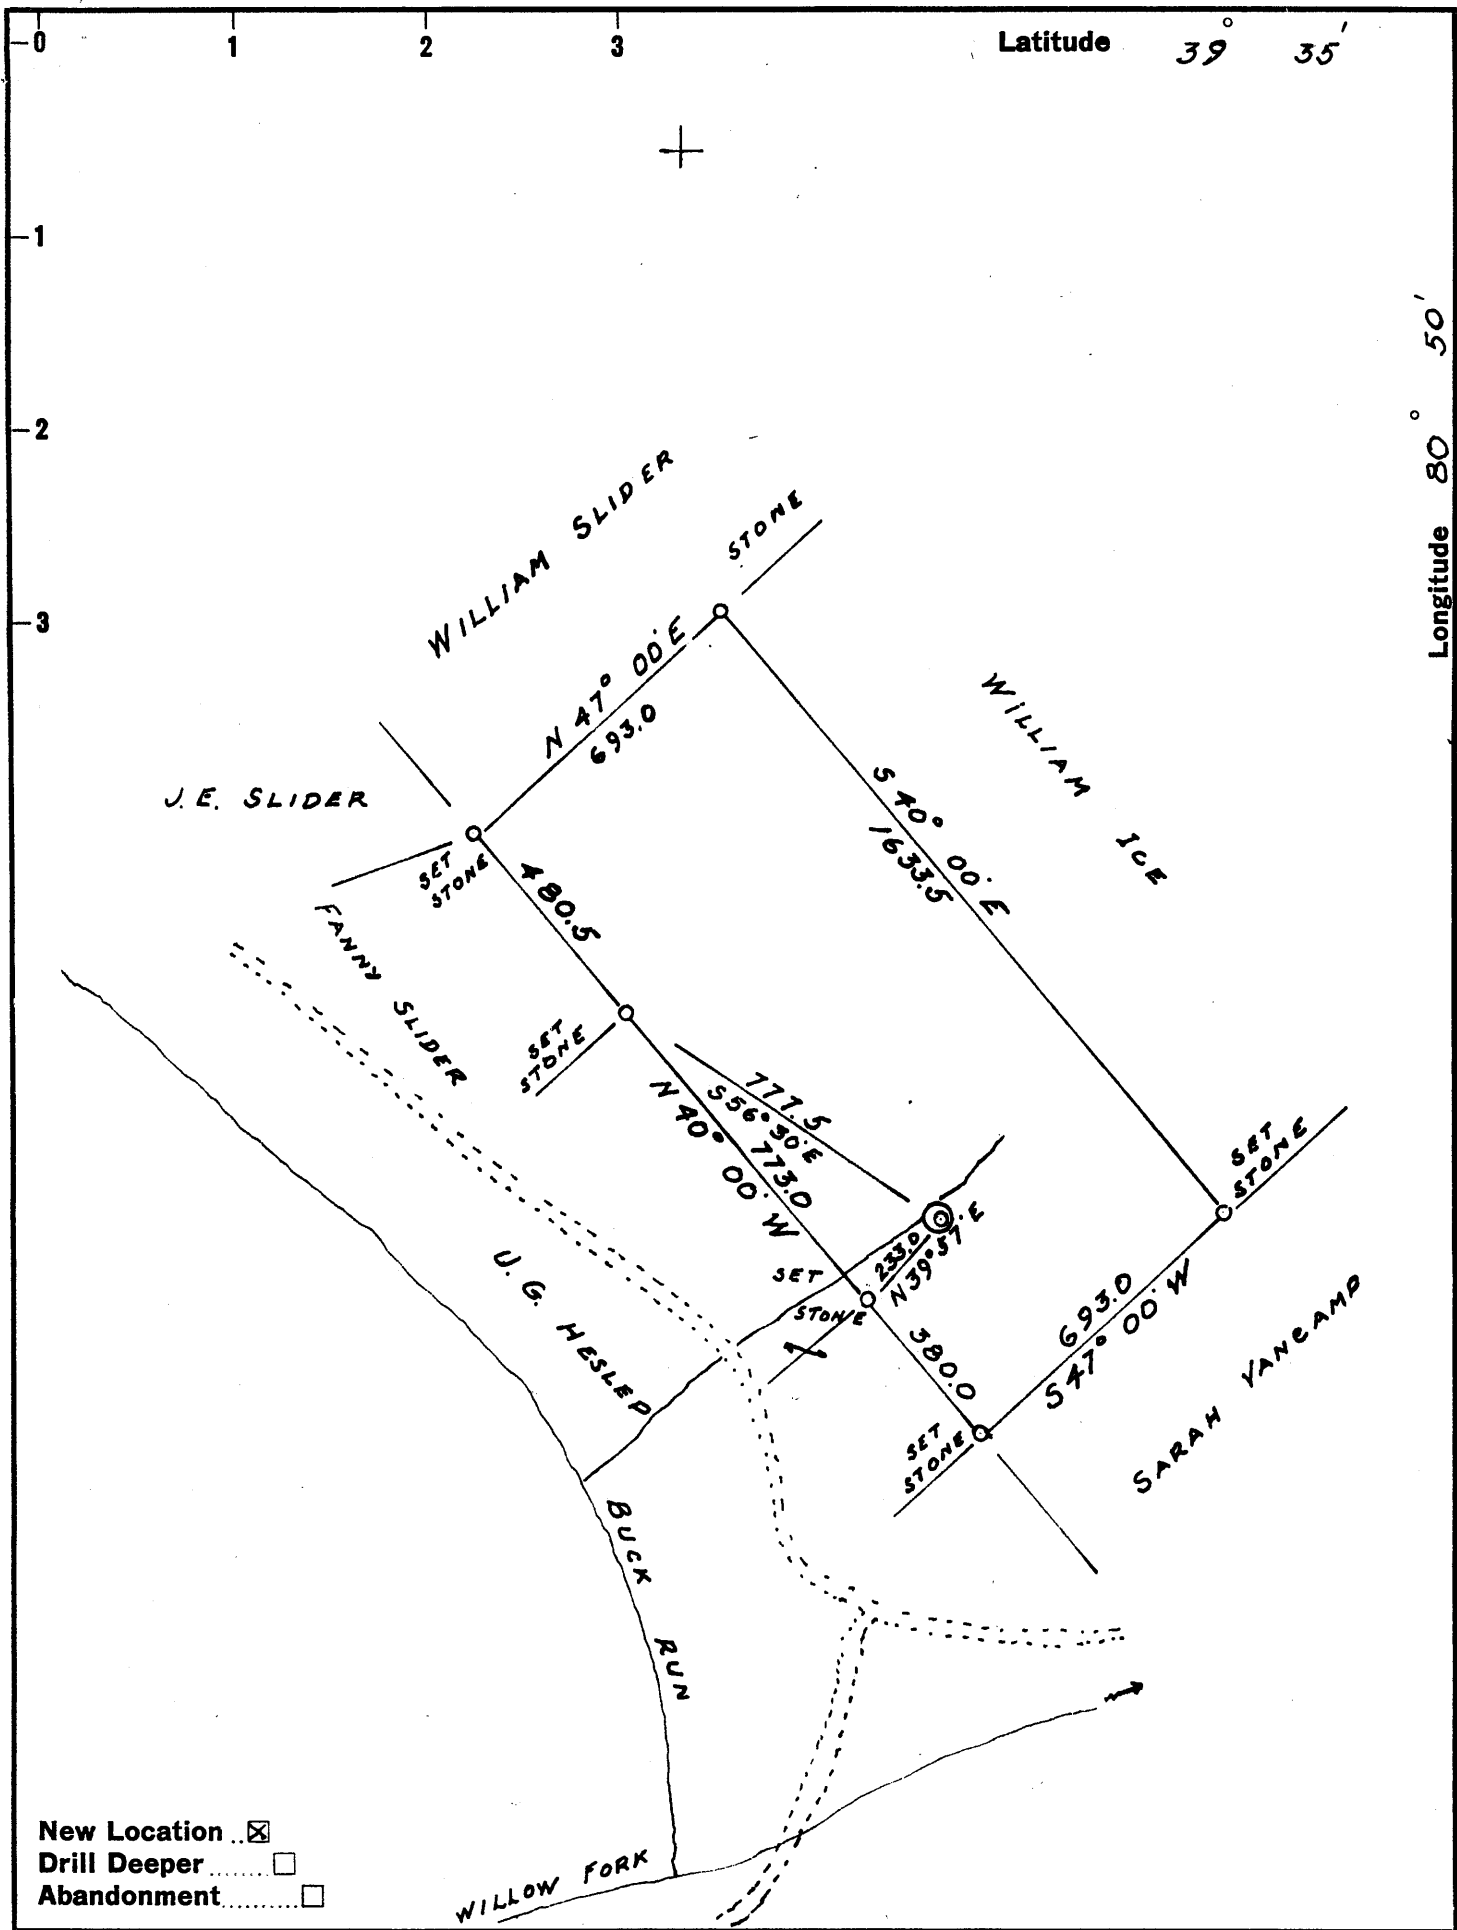 0 1 2 3 Latitude 39° 35'
1
2
3
Longitude 80° 50'
WILLIAM SLIDER
STONE
N 47° 00' E
693.0
WILLIAM ICE
S 40° 00' E
1633.5
J.E. SLIDER
SET
STONE
480.5
FANNY SLIDER
SET
STONE
777.5
S 56° 30' E
N 40° 00' W
773.0
SET
STONE
233.0
N 39° 57' E
SET
STONE
380.0
693.0
S 47° 00' W
SARAH VANCAMP
U.G. HESLEP
SET
STONE
BUCK RUN
WILLOW FORK
New Location ..☒
Drill Deeper ....... ☐
Abandonment .......... ☐